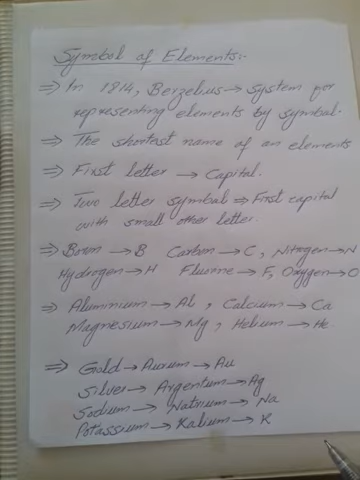 Symbol of Elements:-
⇒ In 1814, Berzelius → System for
representing elements by symbol.
⇒ The shortest name of an elements
⇒ First letter → Capital.
⇒ Two letter symbol ⇒ First capital
with small other letter.
⇒ Boron → B Carbon → C, Nitrogen → N
Hydrogen → H Flurine → F, Oxygen → O
⇒ Aluminium → Al, Calcium → Ca
Magnesium → Mg, Helium → He
⇒ Gold → Aurum → Au
Silver → Argentum → Ag
Sodium → Natrium → Na
Potassium → Kalium → K